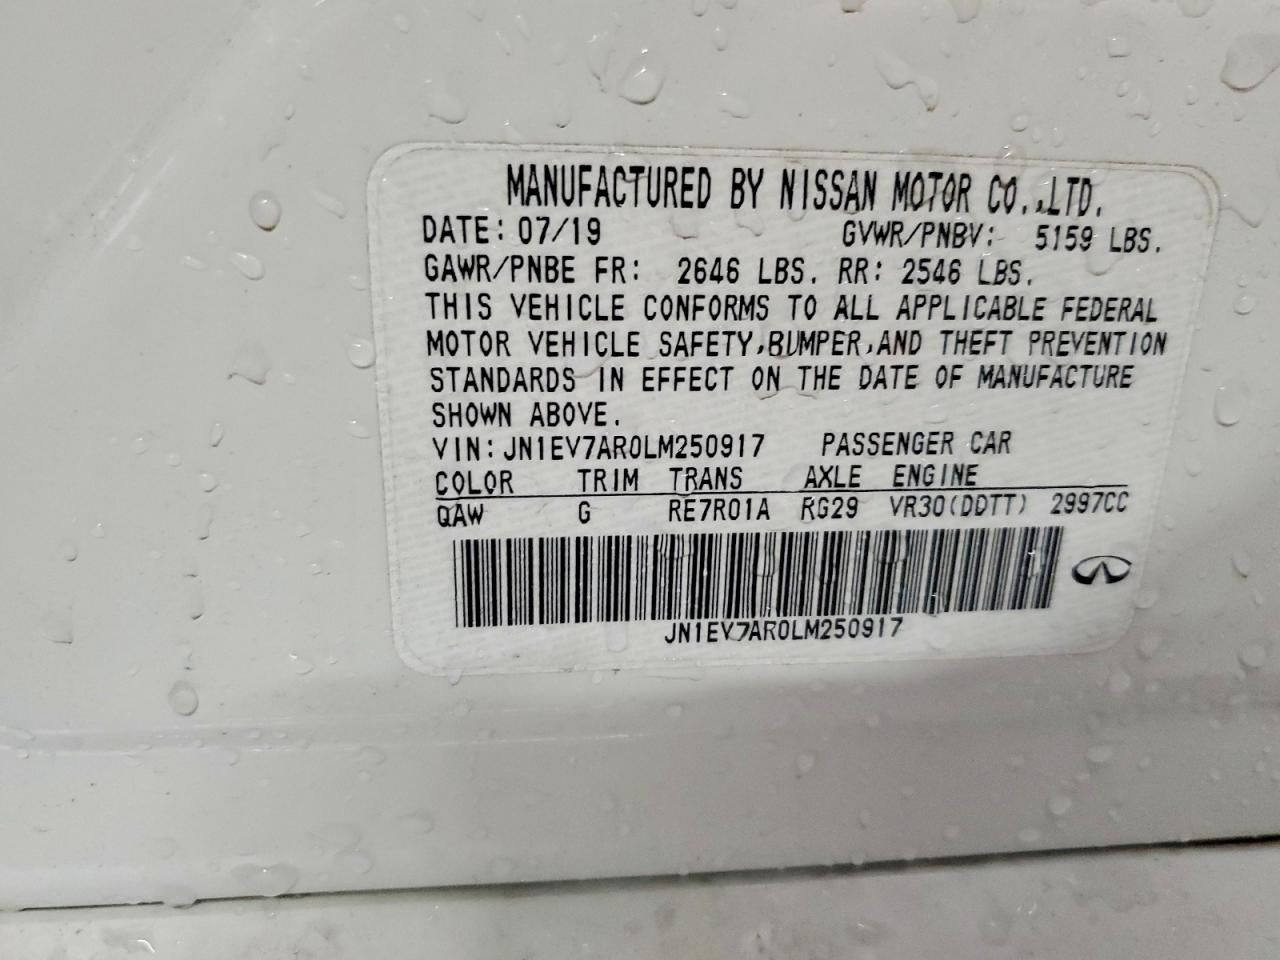 MANUFACTURED BY NISSAN MOTOR CO.,LTD.
DATE: 07/19 GVWR/PNBV: 5159 LBS.
GAWR/PNBE FR: 2646 LBS. RR: 2546 LBS.
THIS VEHICLE CONFORMS TO ALL APPLICABLE FEDERAL
MOTOR VEHICLE SAFETY,BUMPER,AND THEFT PREVENTION
STANDARDS IN EFFECT ON THE DATE OF MANUFACTURE
SHOWN ABOVE.
VIN: JN1EV7AR0LM250917 PASSENGER CAR
COLOR TRIM TRANS AXLE ENGINE
QAW G RE7R01A RG29 VR30(DDTT) 2997CC
JN1EV7AR0LM250917